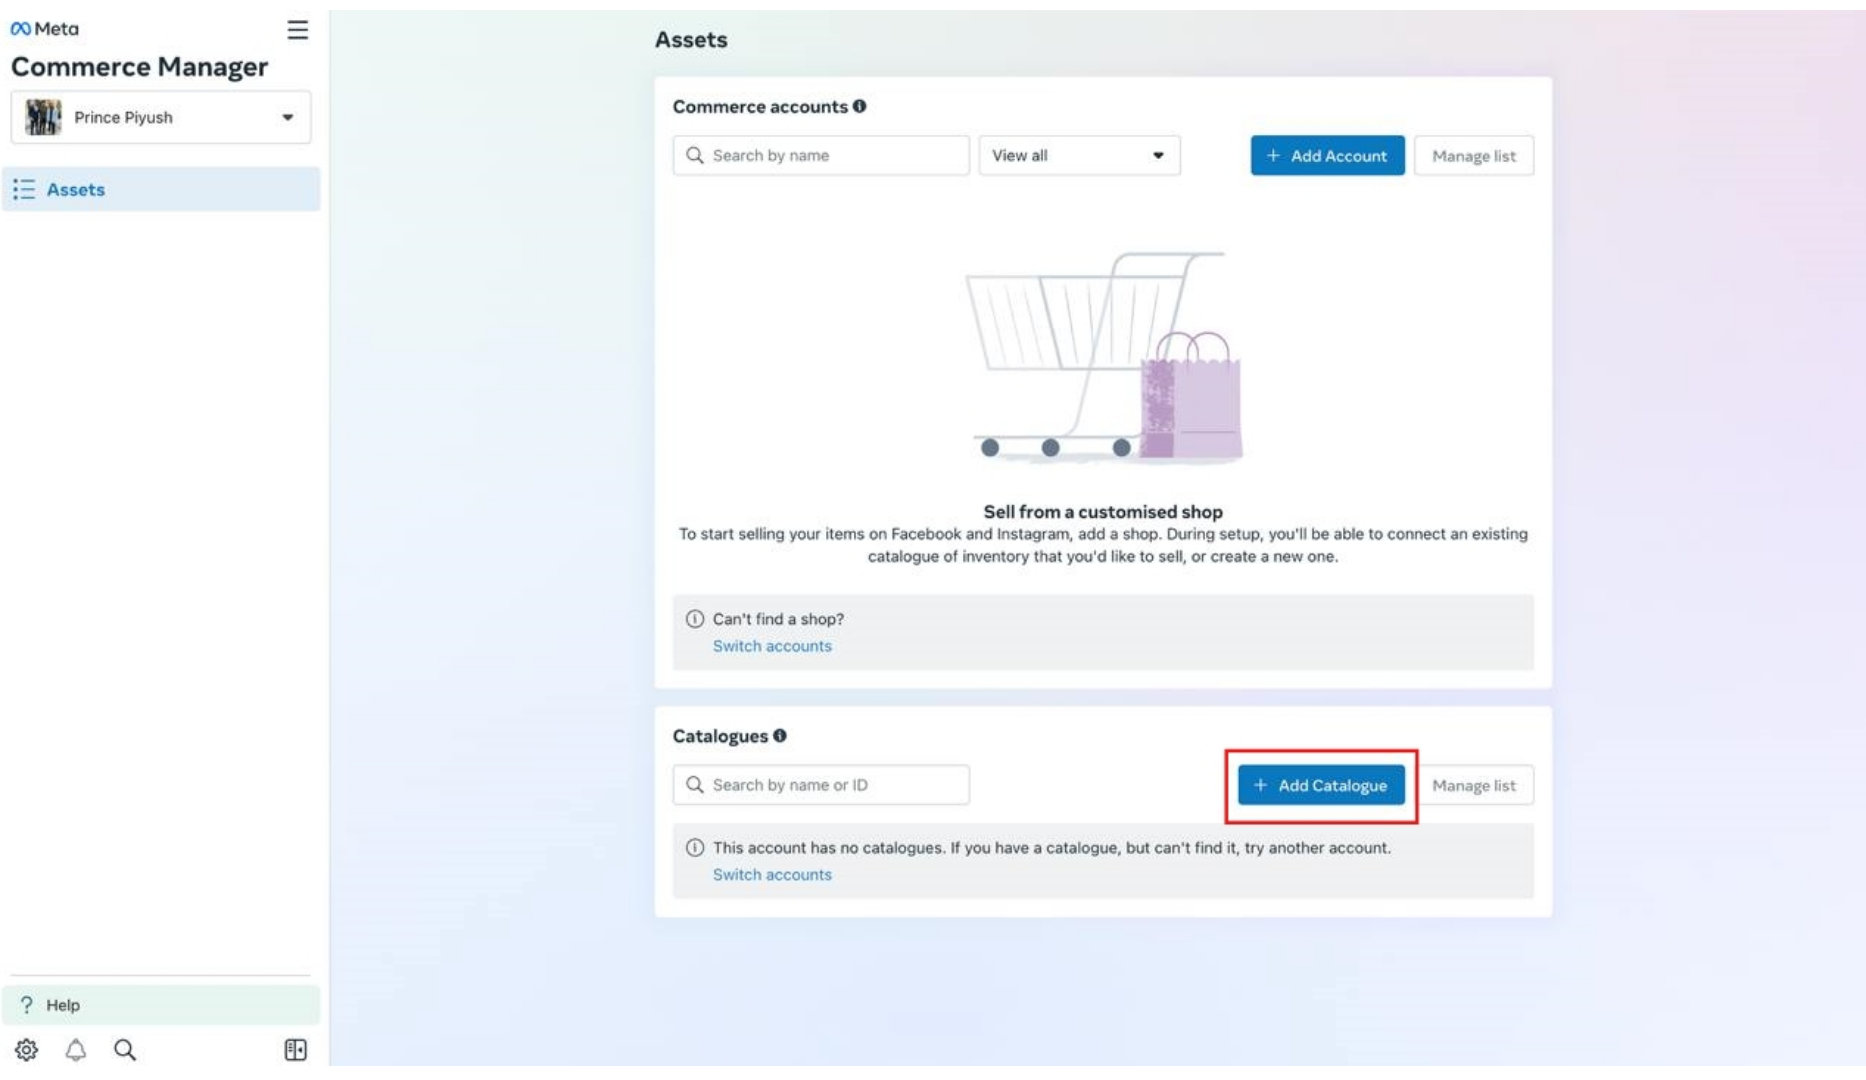 Meta
Commerce Manager
Prince Piyush
Assets
Help
Assets
Commerce accounts
Search by name
View all
+ Add Account
Manage list
Sell from a customised shop
To start selling your items on Facebook and Instagram, add a shop. During setup, you'll be able to connect an existing
catalogue of inventory that you'd like to sell, or create a new one.
Can't find a shop?
Switch accounts
Catalogues
Search by name or ID
+ Add Catalogue
Manage list
This account has no catalogues. If you have a catalogue, but can't find it, try another account.
Switch accounts